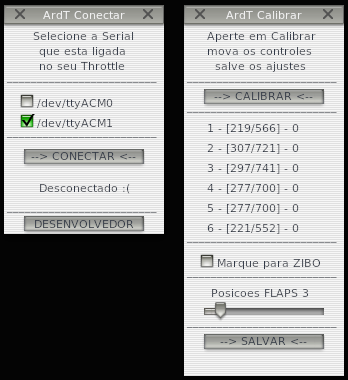 ArdT Conectar
Selecione a Serial
que esta ligada
no seu Throttle
/dev/ttyACM0
/dev/ttyACM1
--> CONECTAR <--
Desconectado :(
DESENVOLVEDOR
ArdT Calibrar
Aperte em Calibrar
mova os controles
salve os ajustes
--> CALIBRAR <--
1 - [219/566] - 0
2 - [307/721] - 0
3 - [297/741] - 0
4 - [277/700] - 0
5 - [277/700] - 0
6 - [221/552] - 0
Marque para ZIBO
Posicoes FLAPS 3
--> SALVAR <--